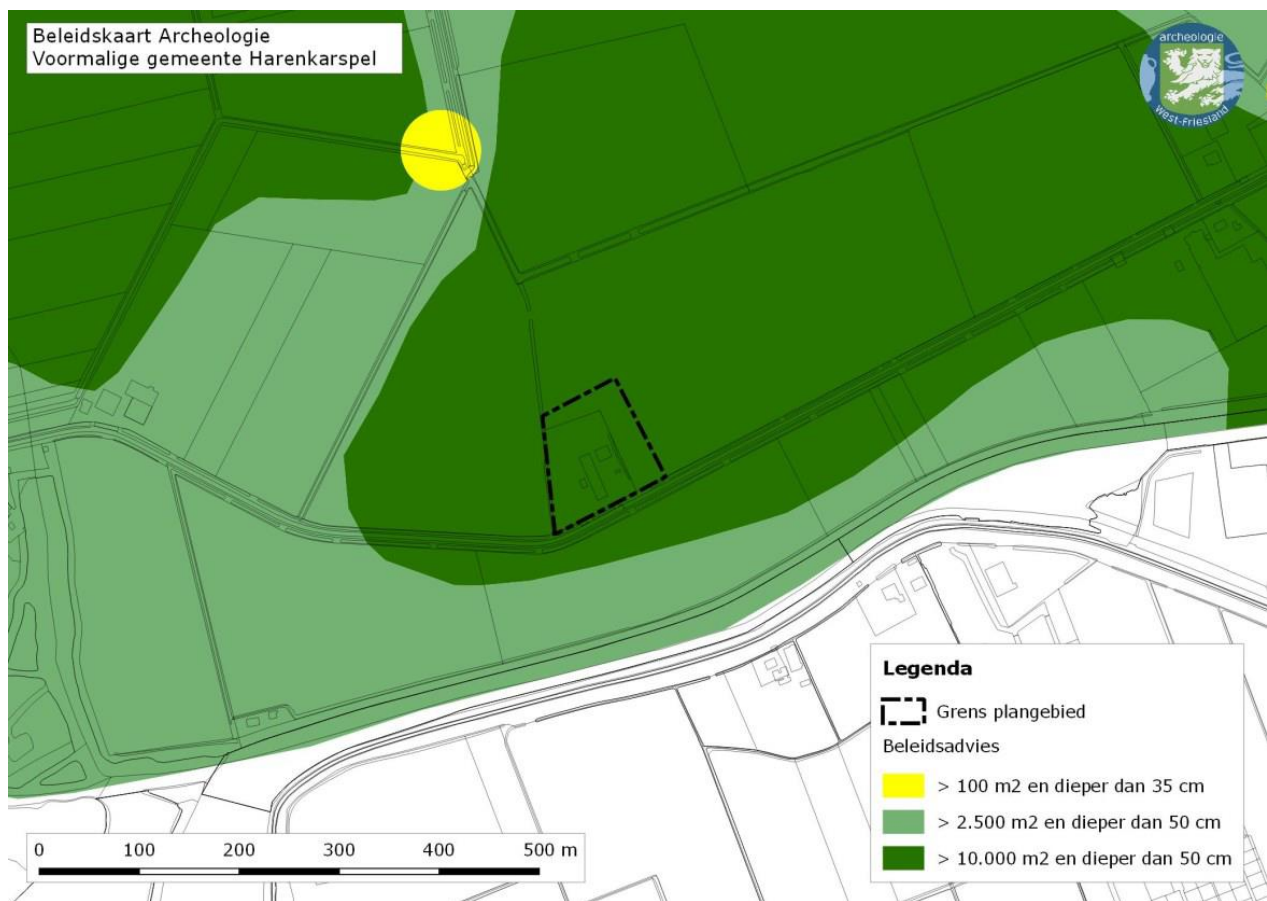 Beleidskaart Archeologie
Voormalige gemeente Harenkarspel
archeologie
west-friesland
Legenda
Grens plangebied
Beleidsadvies
> 100 m2 en dieper dan 35 cm
> 2.500 m2 en dieper dan 50 cm
> 10.000 m2 en dieper dan 50 cm
0 100 200 300 400 500 m